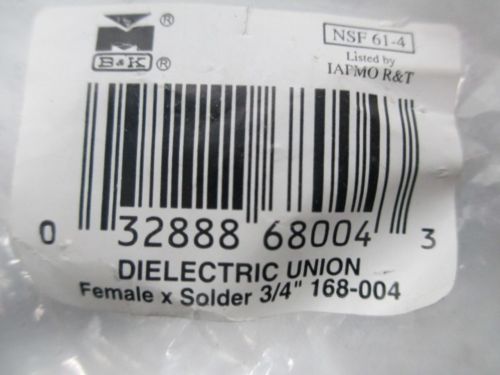 NSF 61-4
Listed by
IAPMO R&T
B&K ® ®
0 32888 68004 3
DIELECTRIC UNION
Female x Solder 3/4" 168-004